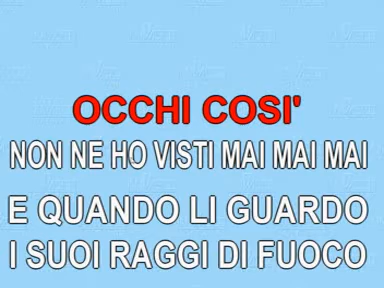 OCCHI COSI'
NON NE HO VISTI MAI MAI MAI
E QUANDO LI GUARDO
I SUOI RAGGI DI FUOCO